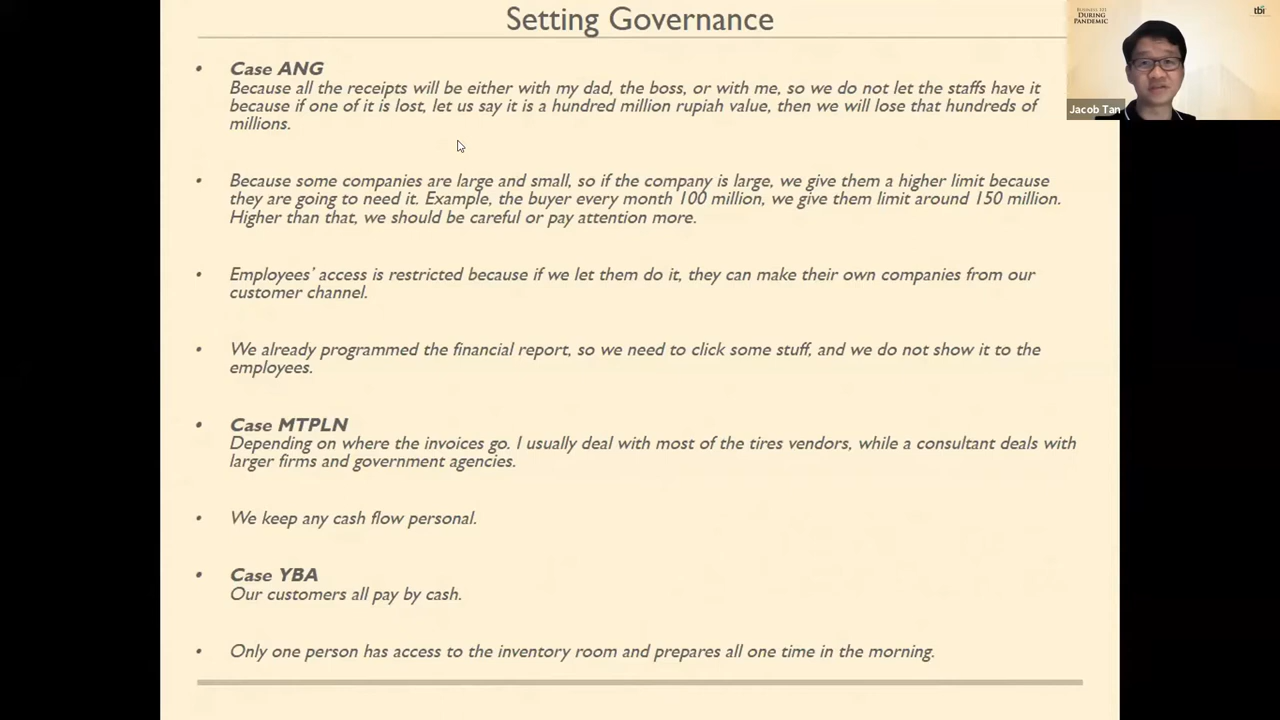 Setting Governance
• Case ANG
Because all the receipts will be either with my dad, the boss, or with me, so we do not let the staffs have it
because if one of it is lost, let us say it is a hundred million rupiah value, then we will lose that hundreds of
millions.
• Because some companies are large and small, so if the company is large, we give them a higher limit because
they are going to need it. Example, the buyer every month 100 million, we give them limit around 150 million.
Higher than that, we should be careful or pay attention more.
• Employees’ access is restricted because if we let them do it, they can make their own companies from our
customer channel.
• We already programmed the financial report, so we need to click some stuff, and we do not show it to the
employees.
• Case MTPLN
Depending on where the invoices go. I usually deal with most of the tires vendors, while a consultant deals with
larger firms and government agencies.
• We keep any cash flow personal.
• Case YBA
Our customers all pay by cash.
• Only one person has access to the inventory room and prepares all one time in the morning.
BUSINESS 101
DURING
PANDEMIC
tbi
Jacob Tan